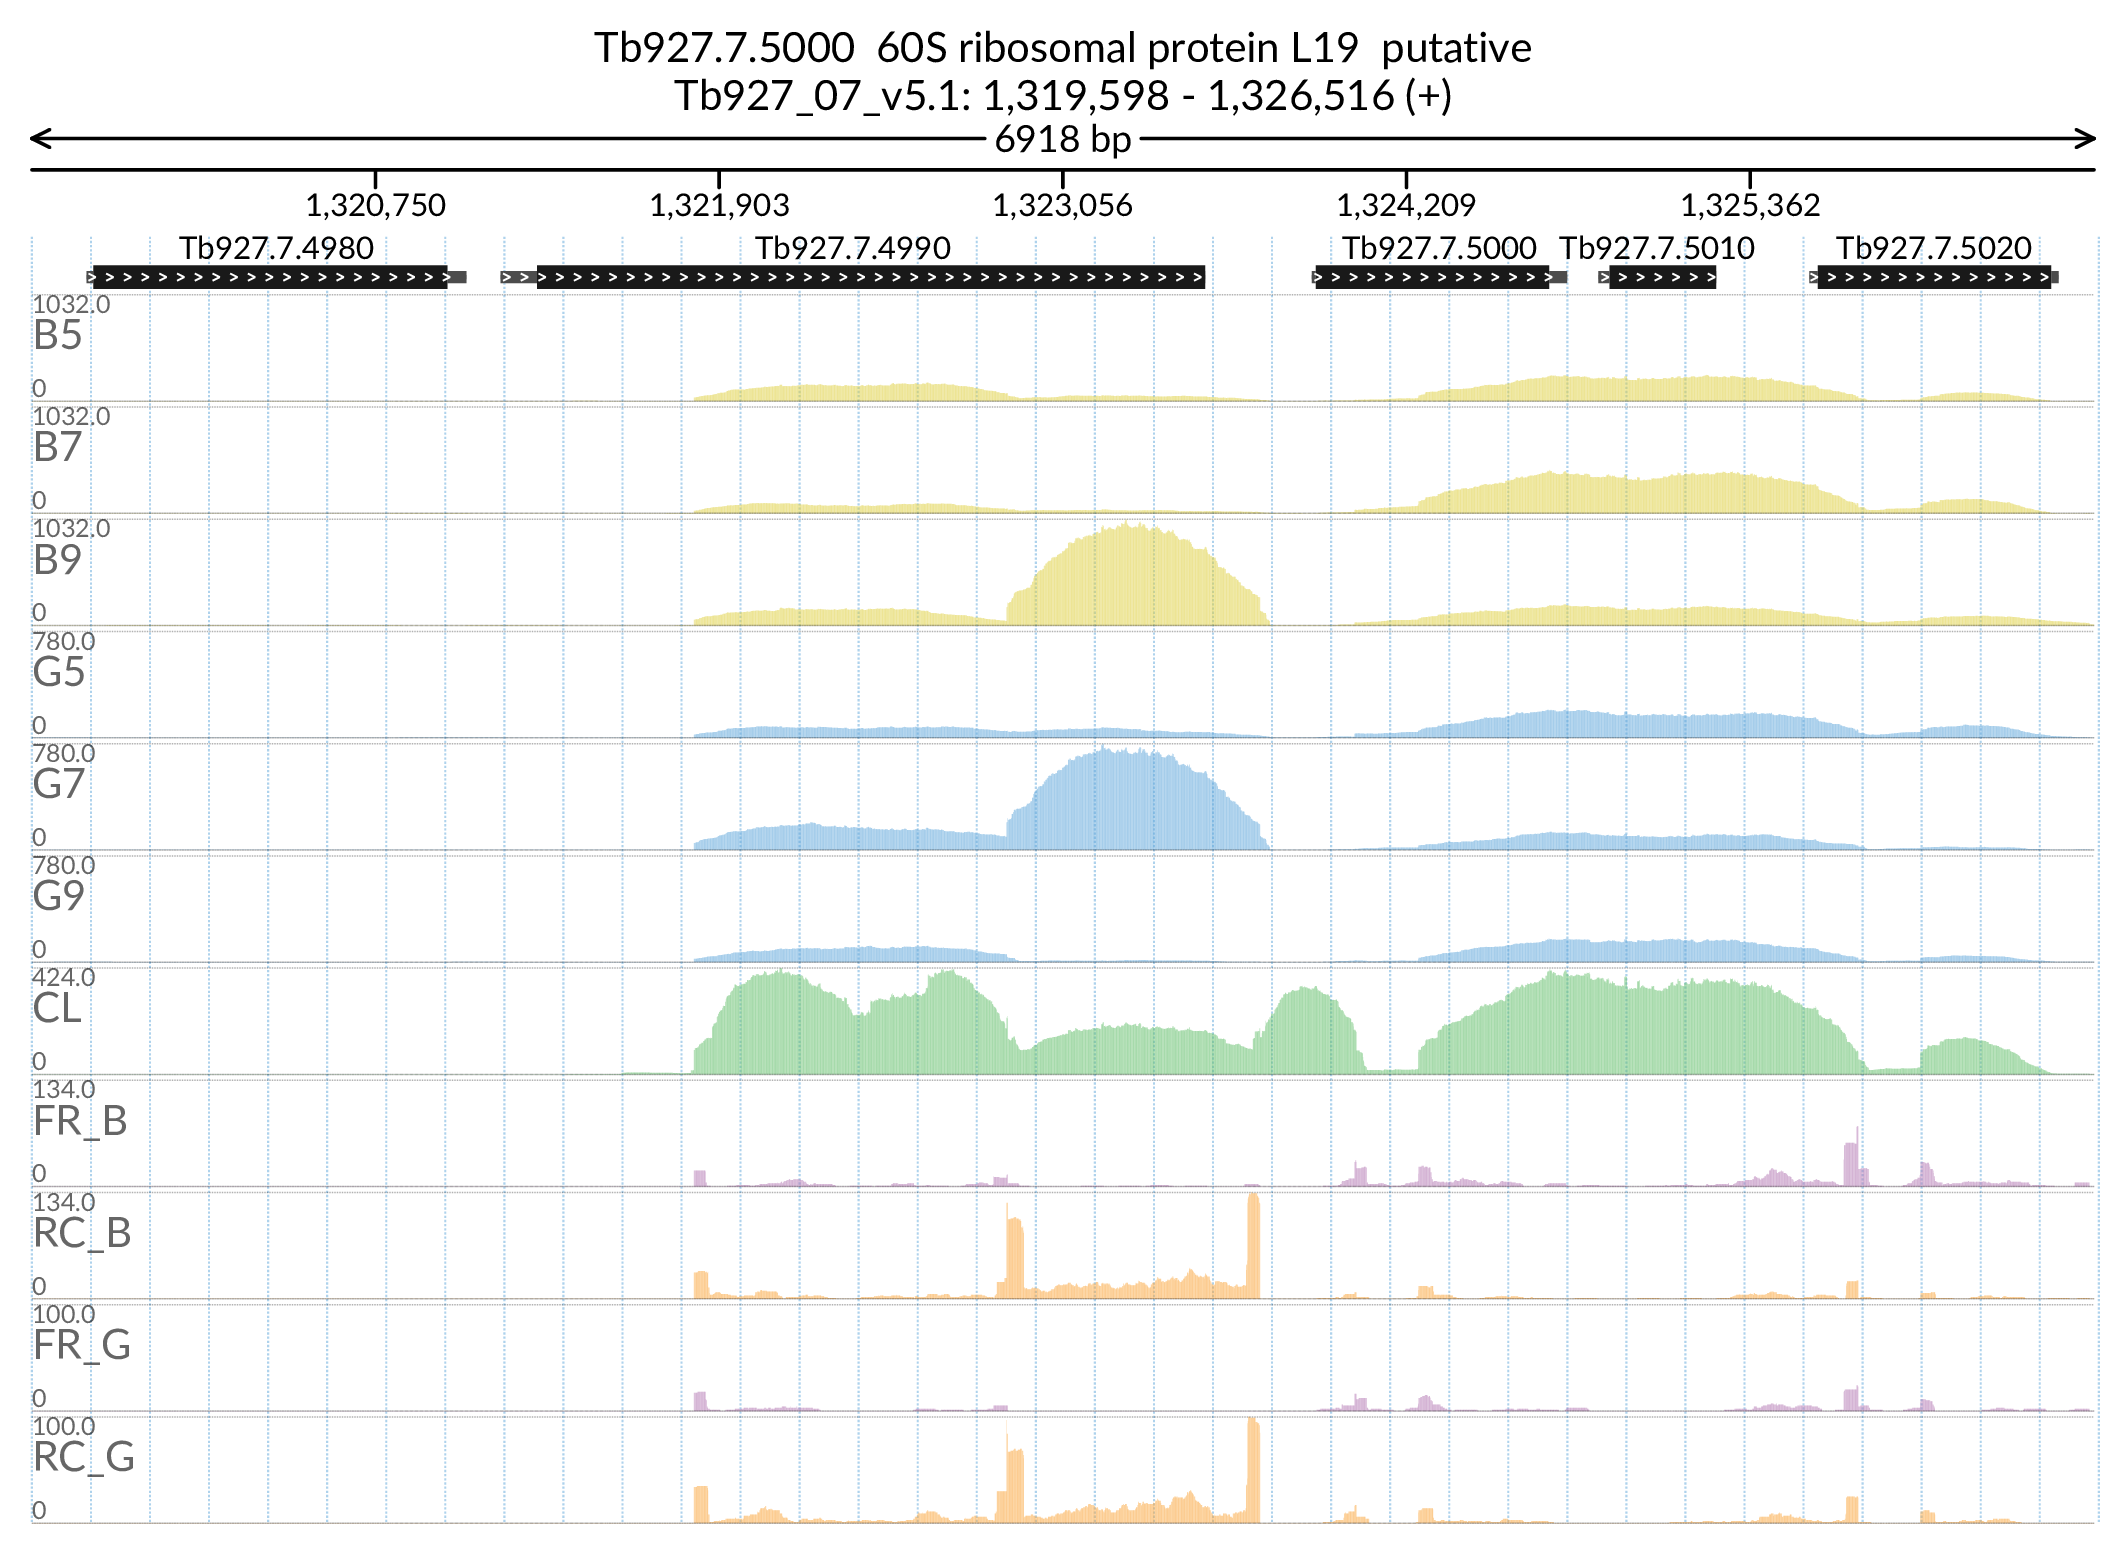 Tb927.7.5000  60S ribosomal protein L19  putative
Tb927_07_v5.1: 1,319,598 - 1,326,516 (+)
6918 bp
1,320,750 1,321,903 1,323,056 1,324,209 1,325,362
Tb927.7.4980 Tb927.7.4990 Tb927.7.5000 Tb927.7.5010 Tb927.7.5020
1032.0
B5
0
1032.0
B7
0
1032.0
B9
0
780.0
G5
0
780.0
G7
0
780.0
G9
0
424.0
CL
0
134.0
FR_B
0
134.0
RC_B
0
100.0
FR_G
0
100.0
RC_G
0